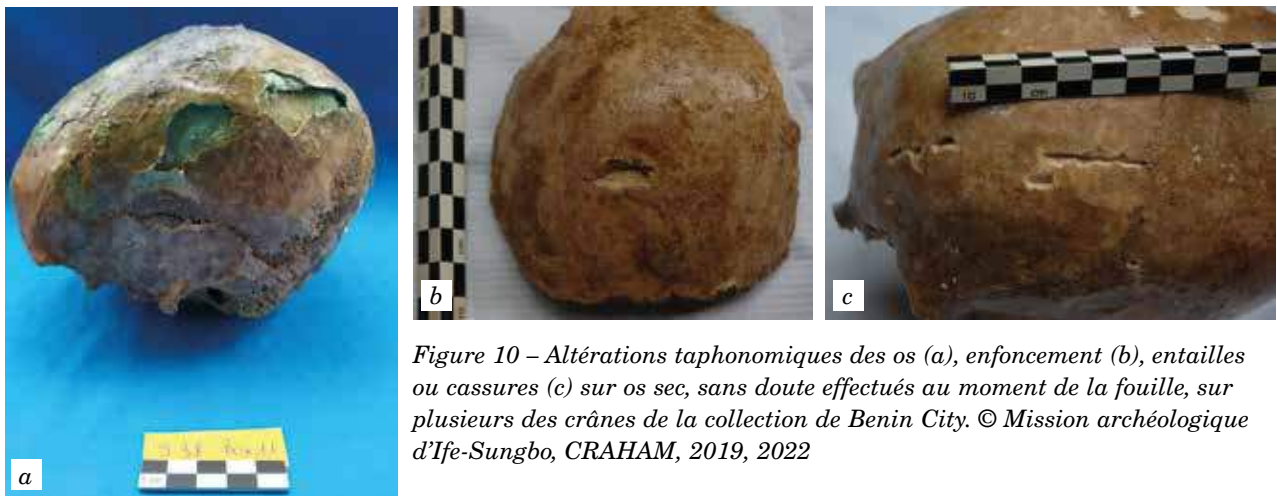 a
b
c
10
cm
Figure 10 – Altérations taphonomiques des os (a), enfoncement (b), entailles
ou cassures (c) sur os sec, sans doute effectués au moment de la fouille, sur
plusieurs des crânes de la collection de Benin City. © Mission archéologique
d'Ife-Sungbo, CRAHAM, 2019, 2022